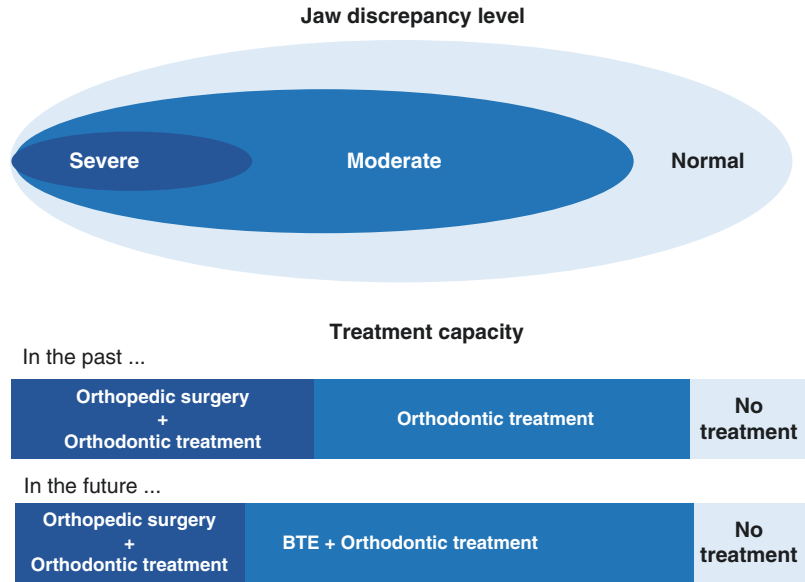 Jaw discrepancy level
Severe
Moderate
Normal
Treatment capacity
In the past ...
Orthopedic surgery
+
Orthodontic treatment
Orthodontic treatment
No
treatment
In the future ...
Orthopedic surgery
+
Orthodontic treatment
BTE + Orthodontic treatment
No
treatment